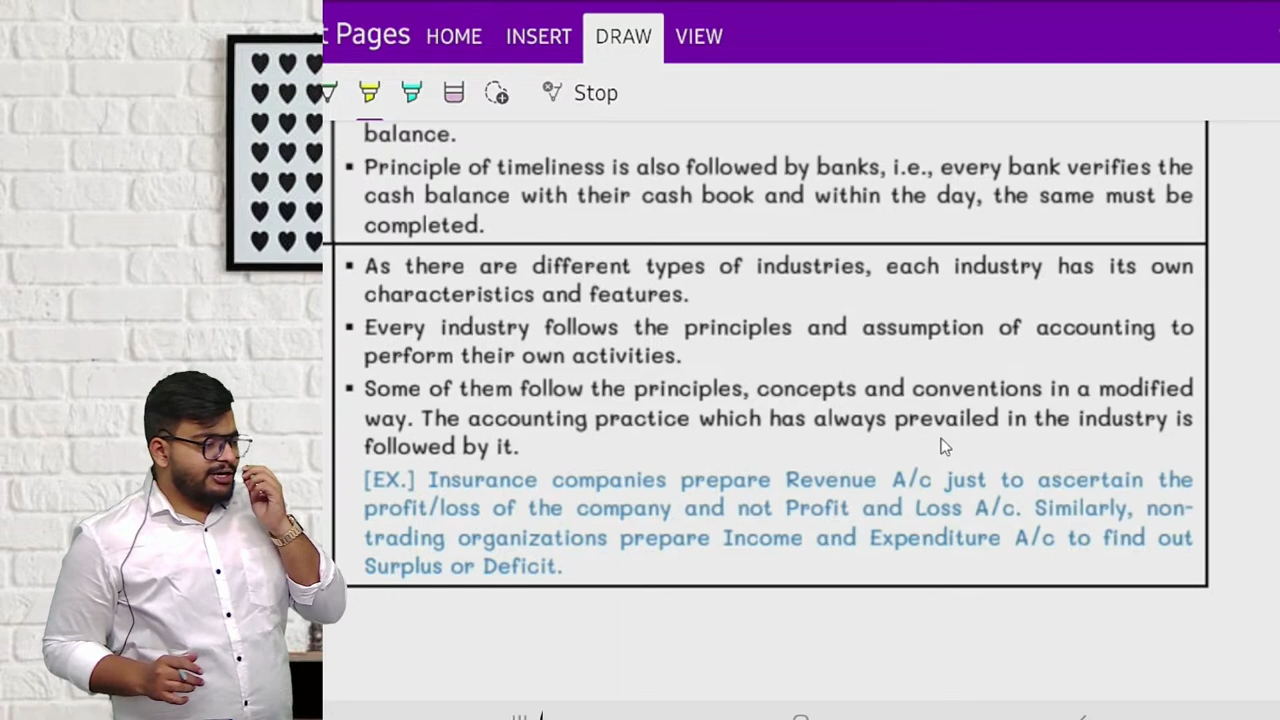 t Pages HOME INSERT DRAW VIEW
Stop
balance.
▪ Principle of timeliness is also followed by banks, i.e., every bank verifies the
cash balance with their cash book and within the day, the same must be
completed.
▪ As there are different types of industries, each industry has its own
characteristics and features.
▪ Every industry follows the principles and assumption of accounting to
perform their own activities.
▪ Some of them follow the principles, concepts and conventions in a modified
way. The accounting practice which has always prevailed in the industry is
followed by it.
[EX.] Insurance companies prepare Revenue A/c just to ascertain the
profit/loss of the company and not Profit and Loss A/c. Similarly, non-
trading organizations prepare Income and Expenditure A/c to find out
Surplus or Deficit.